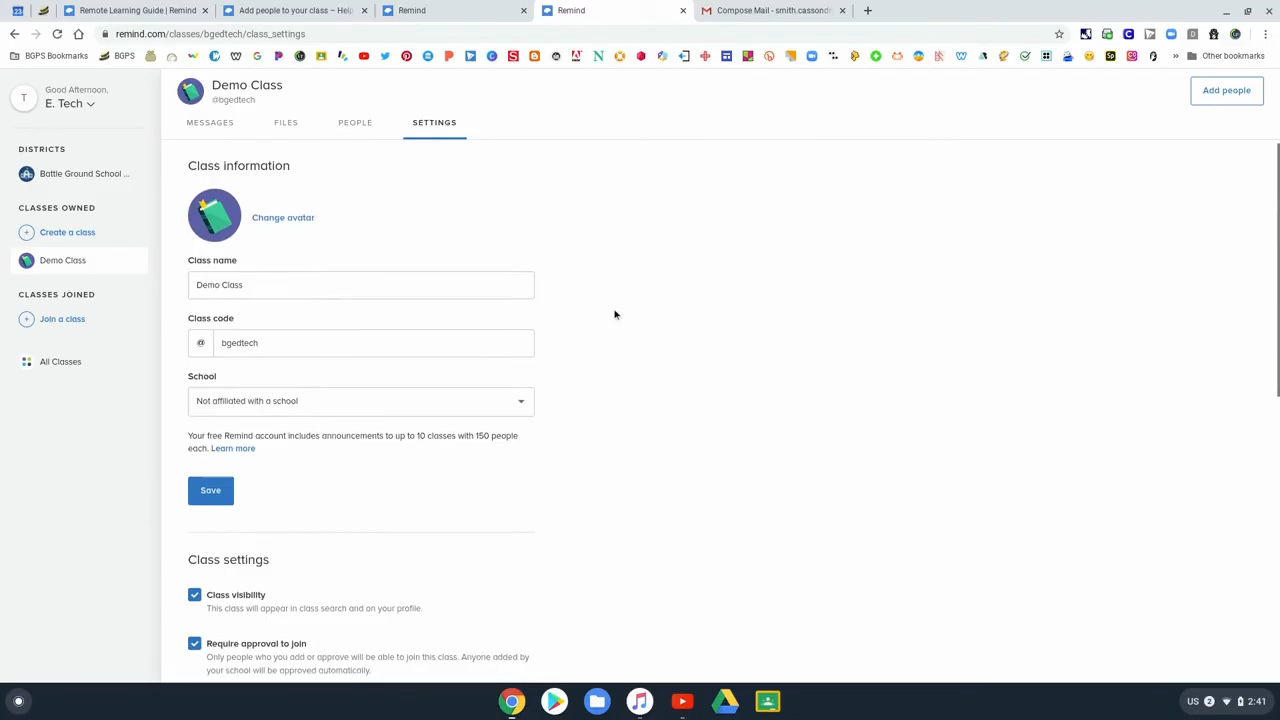 23
Remote Learning Guide | Remind
Add people to your class – Help
Remind
Remind
Compose Mail - smith.cassondr
remind.com/classes/bgedtech/class_settings
BGPS Bookmarks
BGPS
Other bookmarks
T
Good Afternoon,
E. Tech
DISTRICTS
Battle Ground School ...
CLASSES OWNED
Create a class
Demo Class
CLASSES JOINED
Join a class
All Classes
Demo Class
@bgedtech
Add people
MESSAGES
FILES
PEOPLE
SETTINGS
Class information
Change avatar
Class name
Demo Class
Class code
@ bgedtech
School
Not affiliated with a school
Your free Remind account includes announcements to up to 10 classes with 150 people
each. Learn more
Save
Class settings
Class visibility
This class will appear in class search and on your profile.
Require approval to join
Only people who you add or approve will be able to join this class. Anyone added by
your school will be approved automatically.
US 2 2:41